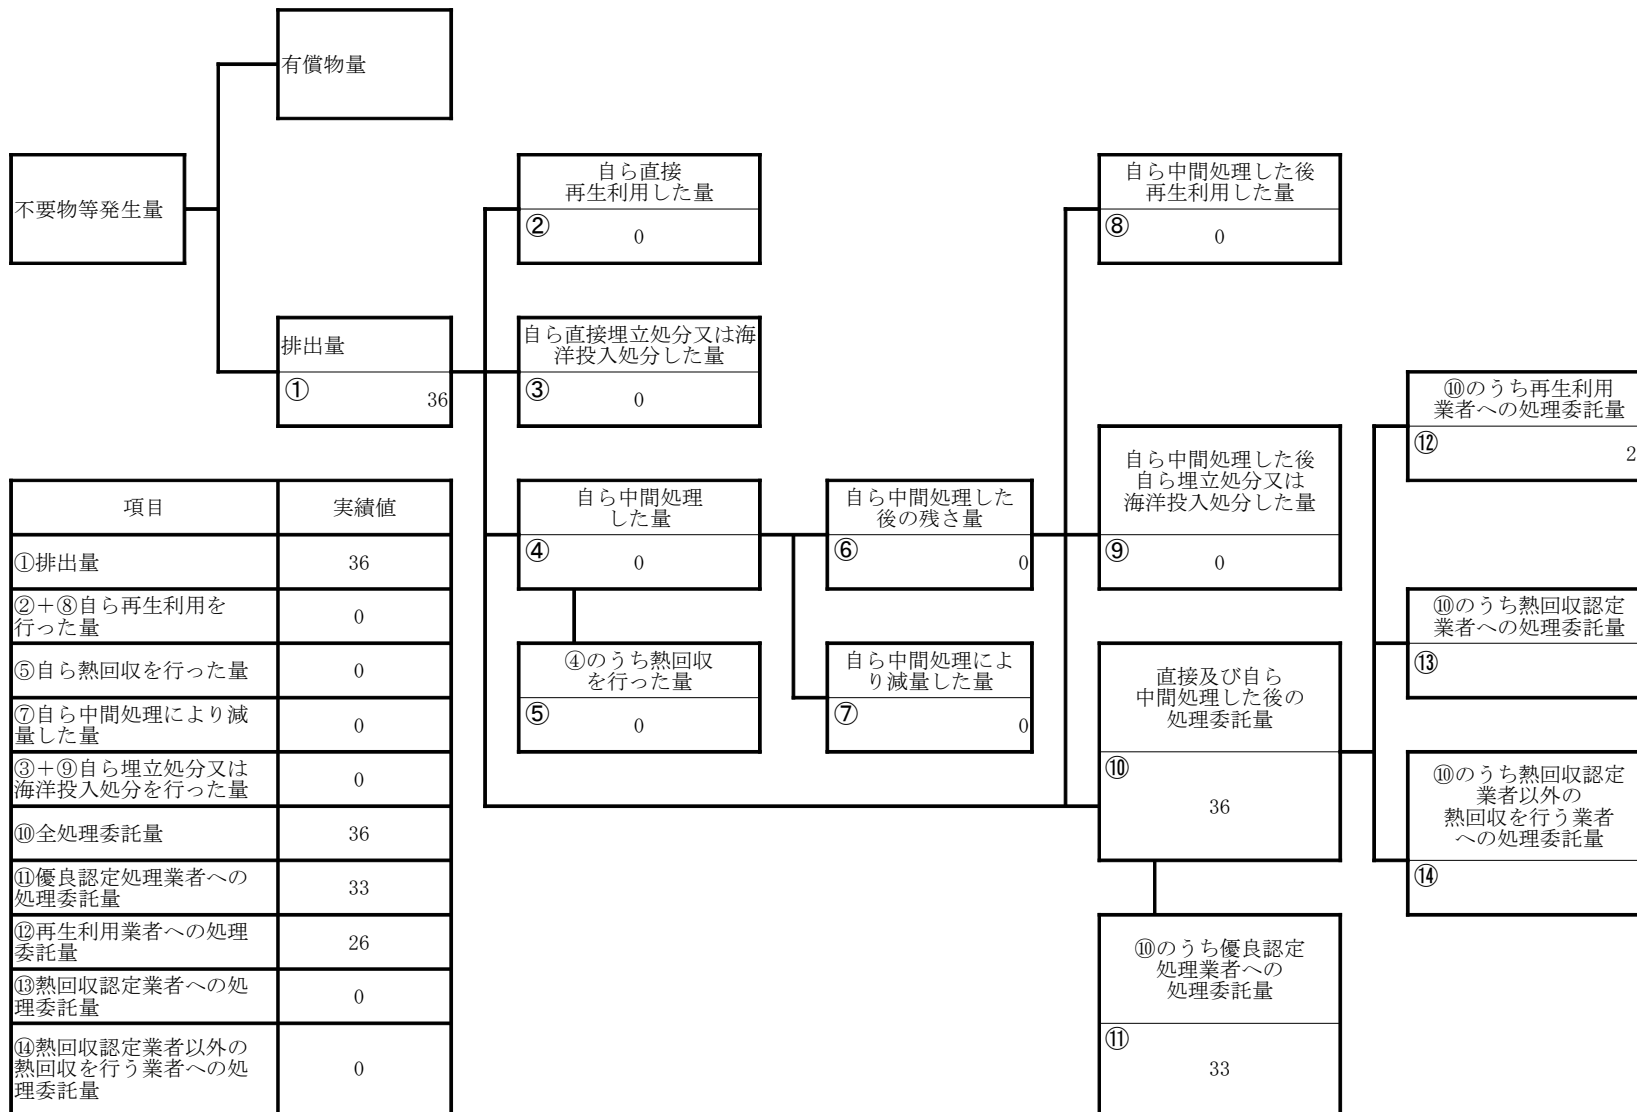 有償物量
不要物等発生量
自ら直接
再生利用した量
②
0
自ら中間処理した後
再生利用した量
⑧
0
排出量
①
36
自ら直接埋立処分又は海
洋投入処分した量
③
0
⑩のうち再生利用
業者への処理委託量
⑫
2
自ら中間処理した後
自ら埋立処分又は
海洋投入処分した量
⑨
0
自ら中間処理
した量
④
0
自ら中間処理した
後の残さ量
⑥
0
⑩のうち熱回収認定
業者への処理委託量
⑬
④のうち熱回収
を行った量
⑤
0
自ら中間処理によ
り減量した量
⑦
0
直接及び自ら
中間処理した後の
処理委託量
⑩
36
⑩のうち熱回収認定
業者以外の
熱回収を行う業者
への処理委託量
⑭
⑩のうち優良認定
処理業者への
処理委託量
⑪
33
項目 実績値
①排出量 36
②＋⑧自ら再生利用を
行った量 0
⑤自ら熱回収を行った量 0
⑦自ら中間処理により減
量した量 0
③＋⑨自ら埋立処分又は
海洋投入処分を行った量 0
⑩全処理委託量 36
⑪優良認定処理業者への
処理委託量 33
⑫再生利用業者への処理
委託量 26
⑬熱回収認定業者への処
理委託量 0
⑭熱回収認定業者以外の
熱回収を行う業者への処
理委託量 0